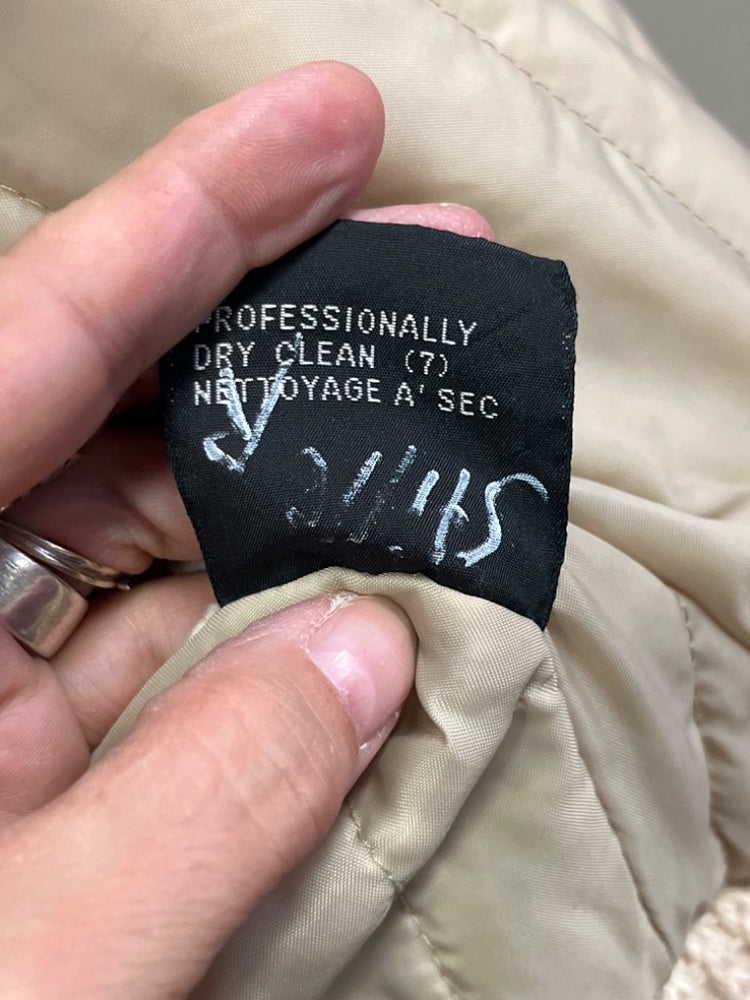 PROFESSIONALLY
DRY CLEAN (7)
NETTOYAGE A' SEC